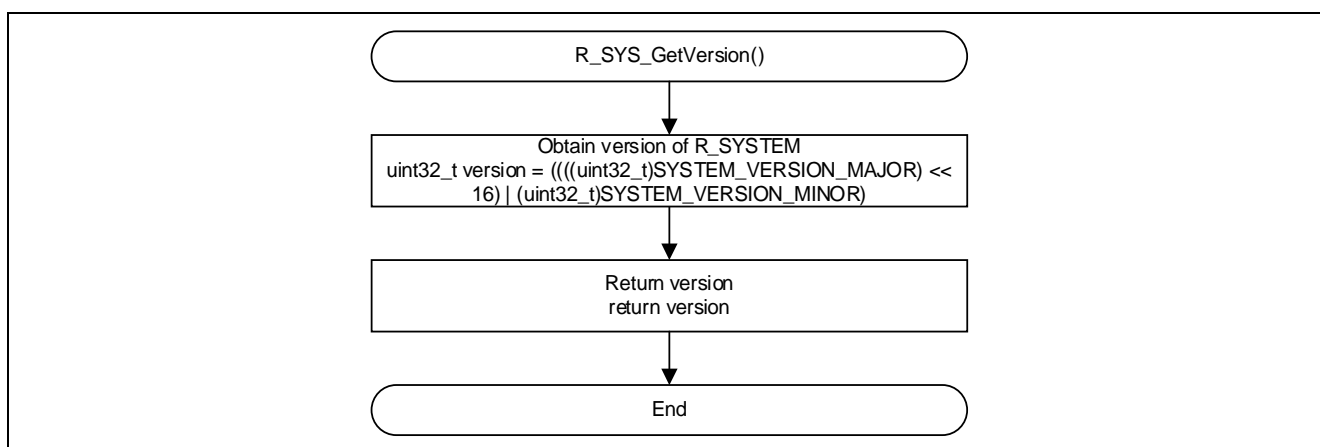 R_SYS_GetVersion()
Obtain version of R_SYSTEM
uint32_t version = ((((uint32_t)SYSTEM_VERSION_MAJOR) <<
16) | (uint32_t)SYSTEM_VERSION_MINOR)
Return version
return version
End